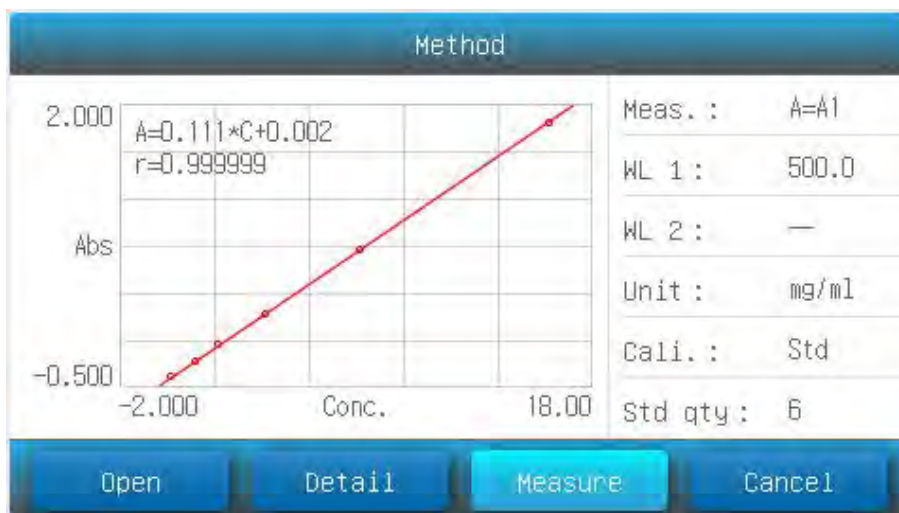 Method
2.000
A=0.111*C+0.002
r=0.999999
Abs
-0.500
-2.000 Conc. 18.00
Meas.: A=A1
WL 1: 500.0
WL 2: —
Unit: mg/ml
Cali.: Std
Std qty: 6
Open Detail Measure Cancel